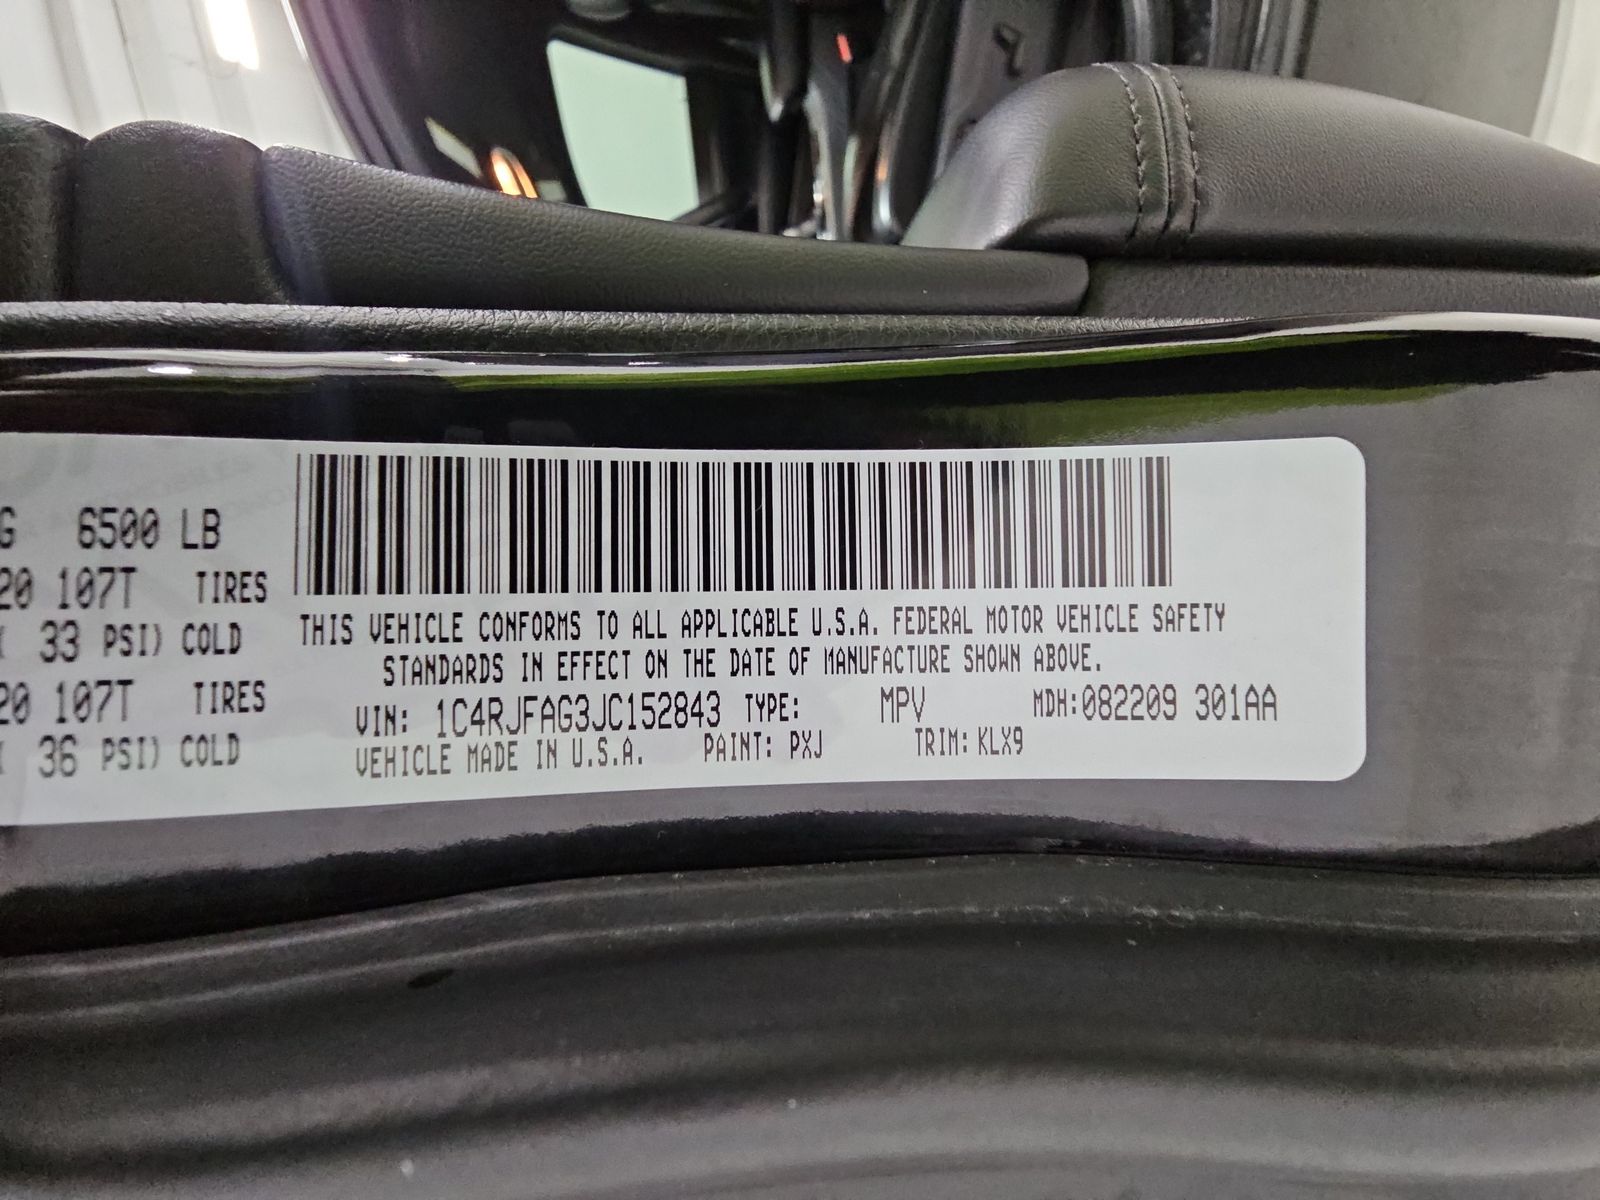 G 6500 LB
20 107T TIRES
33 PSI) COLD
20 107T TIRES
36 PSI) COLD
THIS VEHICLE CONFORMS TO ALL APPLICABLE U.S.A. FEDERAL MOTOR VEHICLE SAFETY
STANDARDS IN EFFECT ON THE DATE OF MANUFACTURE SHOWN ABOVE.
VIN: 1C4RJFAG3JC152843 TYPE: MPV MDH:082209 301AA
VEHICLE MADE IN U.S.A. PAINT: PXJ TRIM: KLX9